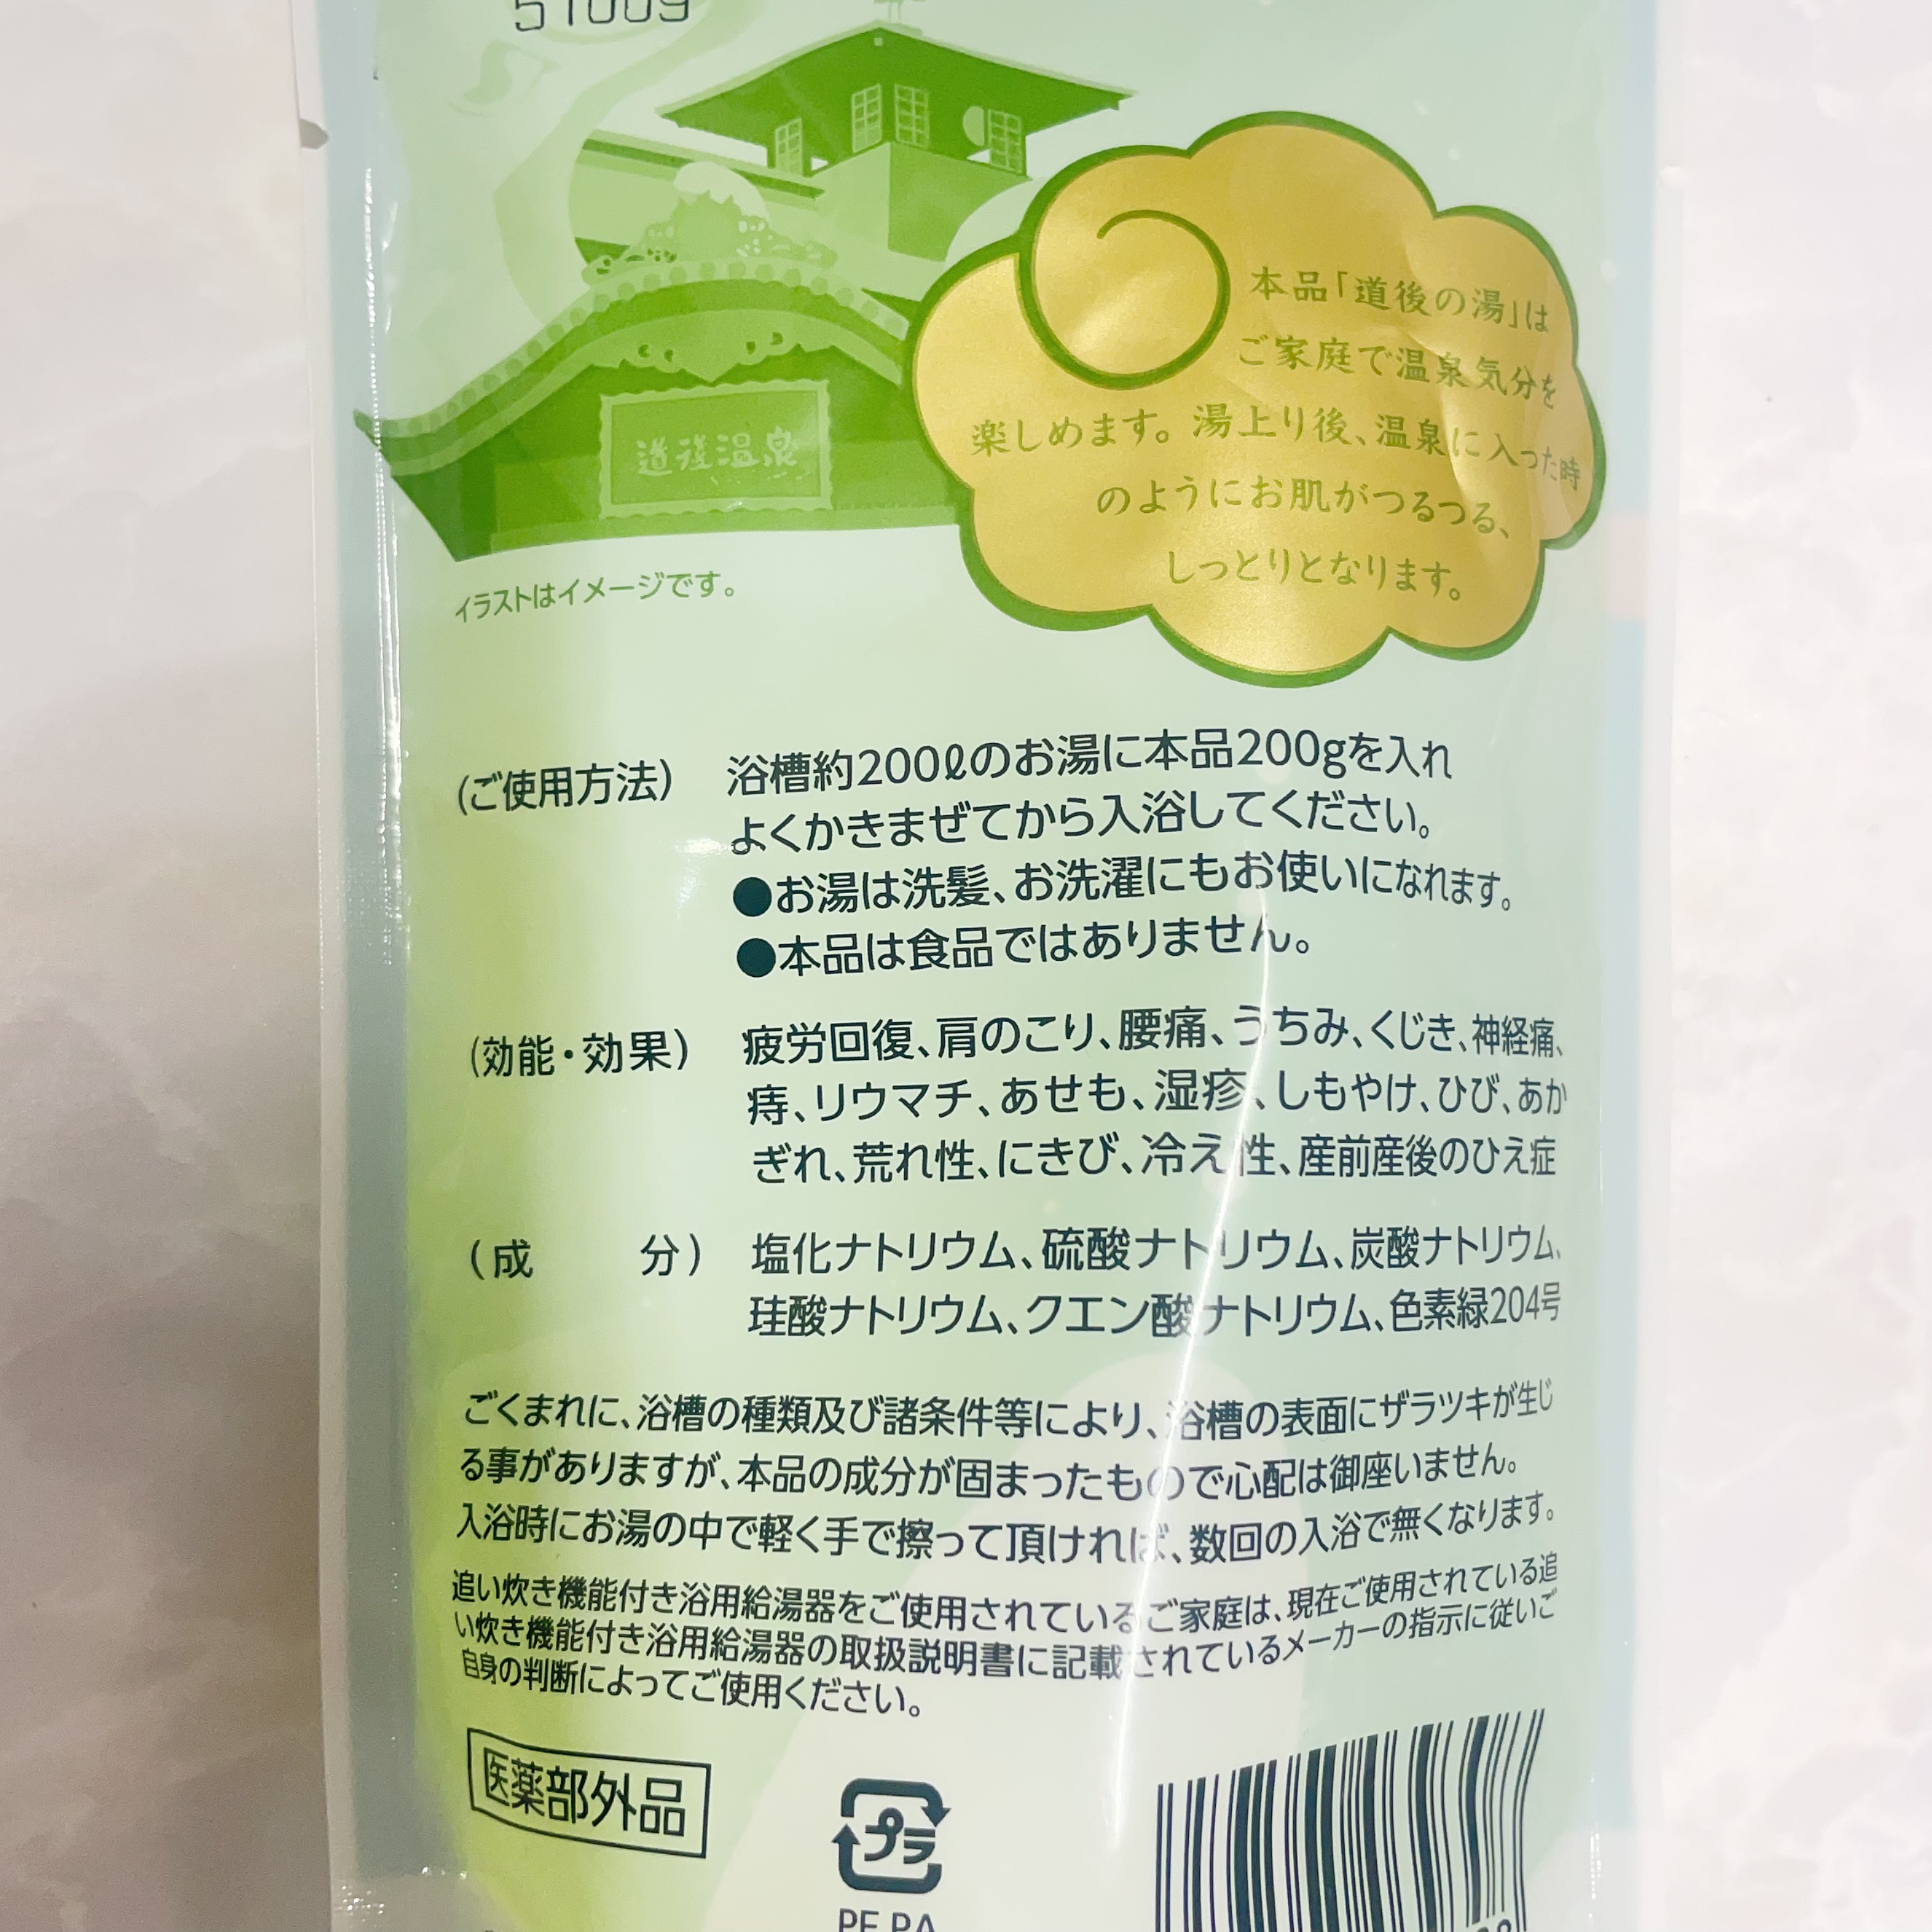 5100g
道後温泉
本品「道後の湯」は
ご家庭で温泉気分を
楽しめます。湯上り後、温泉に入った時
のようにお肌がつるつる、
しっとりとなります。
イラストはイメージです。
(ご使用方法) 浴槽約200ℓのお湯に本品200gを入れ
よくかきまぜてから入浴してください。
●お湯は洗髪、お洗濯にもお使いになれます。
●本品は食品ではありません。
(効能・効果) 疲労回復、肩のこり、腰痛、うちみ、くじき、神経痛、
痔、リウマチ、あせも、湿疹、しもやけ、ひび、あか
ぎれ、荒れ性、にきび、冷え性、産前産後のひえ症
(成 分) 塩化ナトリウム、硫酸ナトリウム、炭酸ナトリウム、
珪酸ナトリウム、クエン酸ナトリウム、色素緑204号
ごくまれに、浴槽の種類及び諸条件等により、浴槽の表面にザラツキが生じ
る事がありますが、本品の成分が固まったもので心配は御座いません。
入浴時にお湯の中で軽く手で擦って頂ければ、数回の入浴で無くなります。
追い炊き機能付き浴用給湯器をご使用されているご家庭は、現在ご使用されている追
い炊き機能付き浴用給湯器の取扱説明書に記載されているメーカーの指示に従いご
自身の判断によってご使用ください。
医薬部外品
プラ
PE,PA